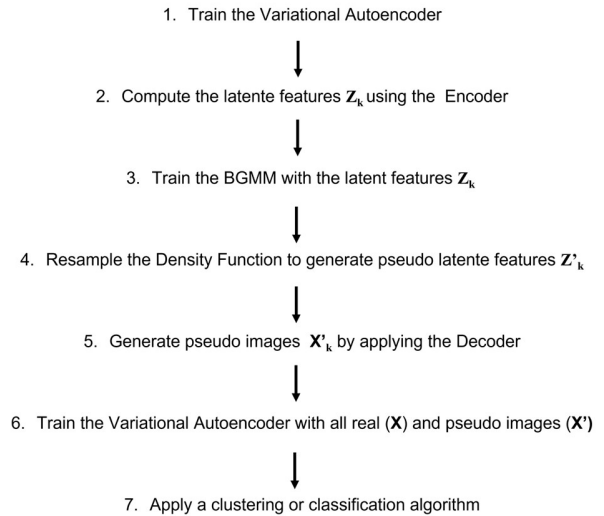 1. Train the Variational Autoencoder
2. Compute the latente features Zk using the Encoder
3. Train the BGMM with the latent features Zk
4. Resample the Density Function to generate pseudo latente features Z’k
5. Generate pseudo images X’k by applying the Decoder
6. Train the Variational Autoencoder with all real (X) and pseudo images (X’)
7. Apply a clustering or classification algorithm